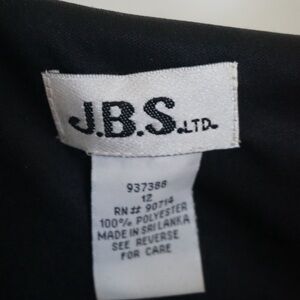 J.B.S.LTD.
937388
12
RN# 90714
100% POLYESTER
MADE IN SRI LANKA
SEE REVERSE
FOR CARE